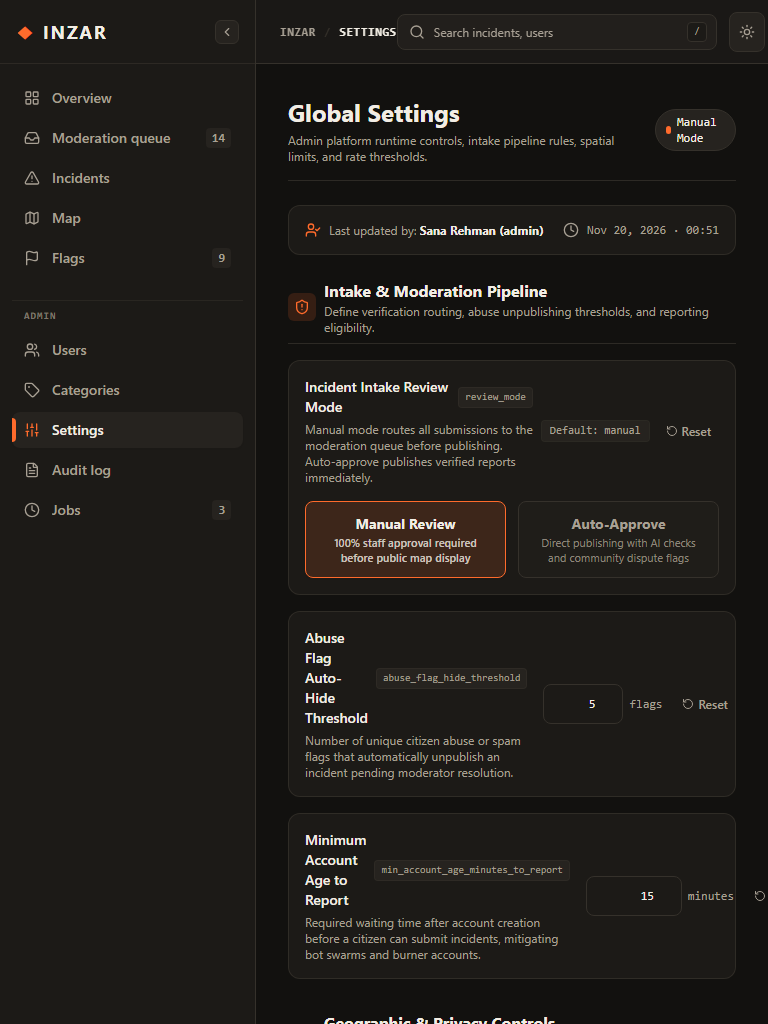 INZAR
INZAR / SETTINGS
Search incidents, users
/
Overview
Moderation queue 14
Incidents
Map
Flags 9
ADMIN
Users
Categories
Settings
Audit log
Jobs 3
Global Settings
Admin platform runtime controls, intake pipeline rules, spatial
limits, and rate thresholds.
Manual
Mode
Last updated by: Sana Rehman (admin)
Nov 20, 2026 · 00:51
Intake & Moderation Pipeline
Define verification routing, abuse unpublishing thresholds, and reporting
eligibility.
Incident Intake Review
Mode
review_mode
Manual mode routes all submissions to the
moderation queue before publishing.
Auto-approve publishes verified reports
immediately.
Default: manual
Reset
Manual Review
100% staff approval required
before public map display
Auto-Approve
Direct publishing with AI checks
and community dispute flags
Abuse
Flag
Auto-
Hide
Threshold
abuse_flag_hide_threshold
Number of unique citizen abuse or spam
flags that automatically unpublish an
incident pending moderator resolution.
5 flags
Reset
Minimum
Account
Age to
Report
min_account_age_minutes_to_report
Required waiting time after account creation
before a citizen can submit incidents, mitigating
bot swarms and burner accounts.
15 minutes
Geographic & Privacy Controls